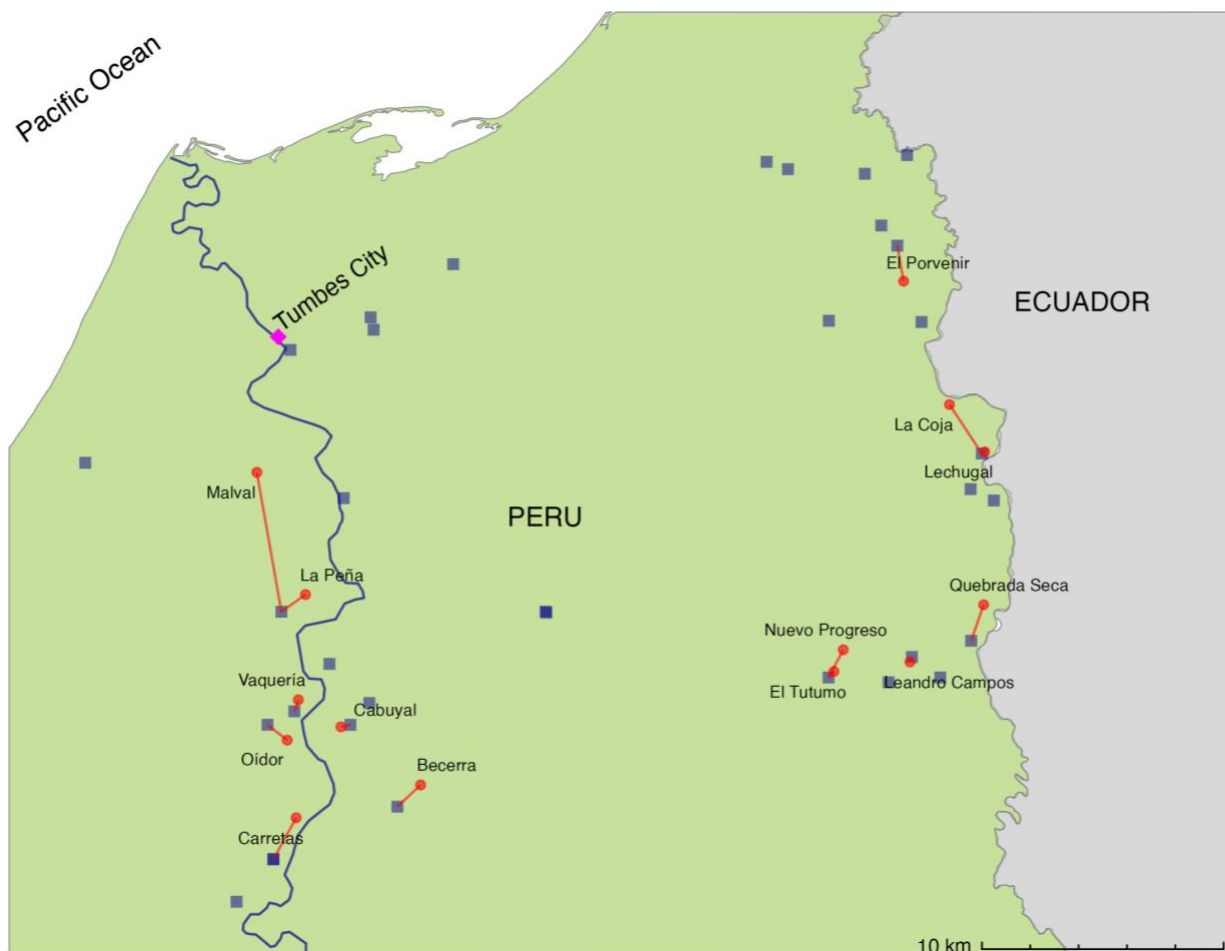 Pacific Ocean
El Porvenir
Tumbes City
ECUADOR
La Coja
Lechugal
Malval
PERU
La Peña
Quebrada Seca
Nuevo Progreso
Vaquería
El Tutumo
Leandro Campos
Cabuyal
Oídor
Becerra
Carretas
10 km